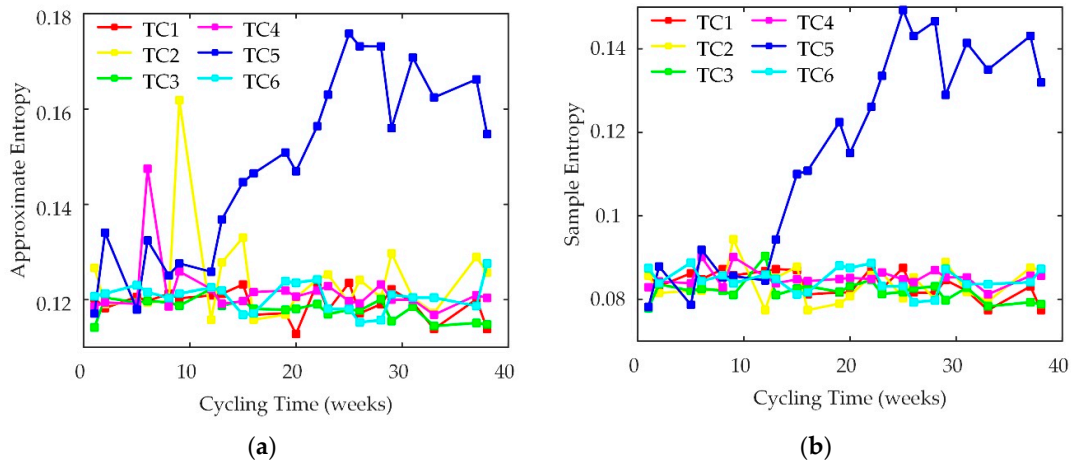 TC1 TC4
TC2 TC5
TC3 TC6
0.18
0.16
0.14
0.12
Approximate Entropy
0 10 20 30 40
Cycling Time (weeks)
(a)
TC1 TC4
TC2 TC5
TC3 TC6
0.14
0.12
0.1
0.08
Sample Entropy
0 10 20 30 40
Cycling Time (weeks)
(b)